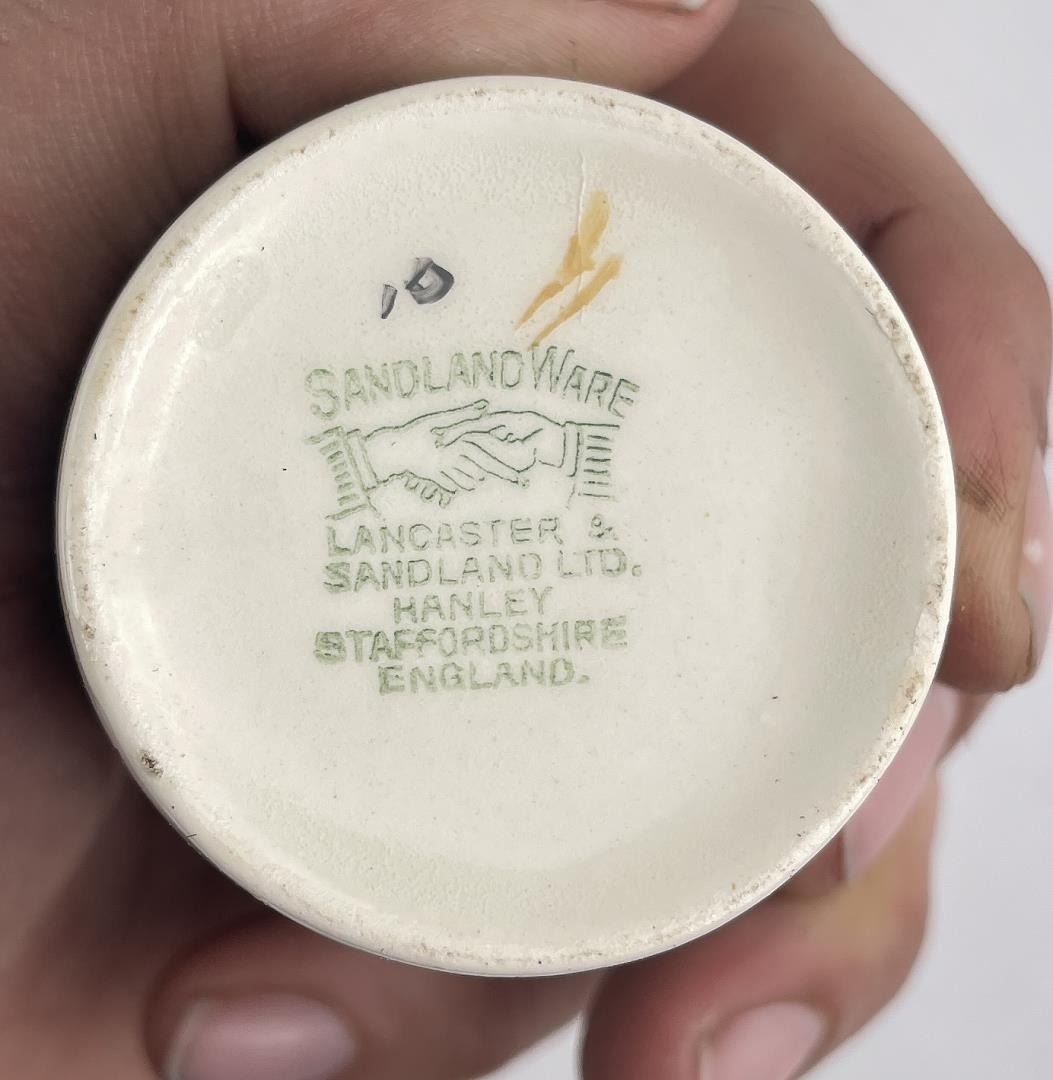 SANDLAND WARE
LANCASTER &
SANDLAND LTD.
HANLEY
STAFFORDSHIRE
ENGLAND.